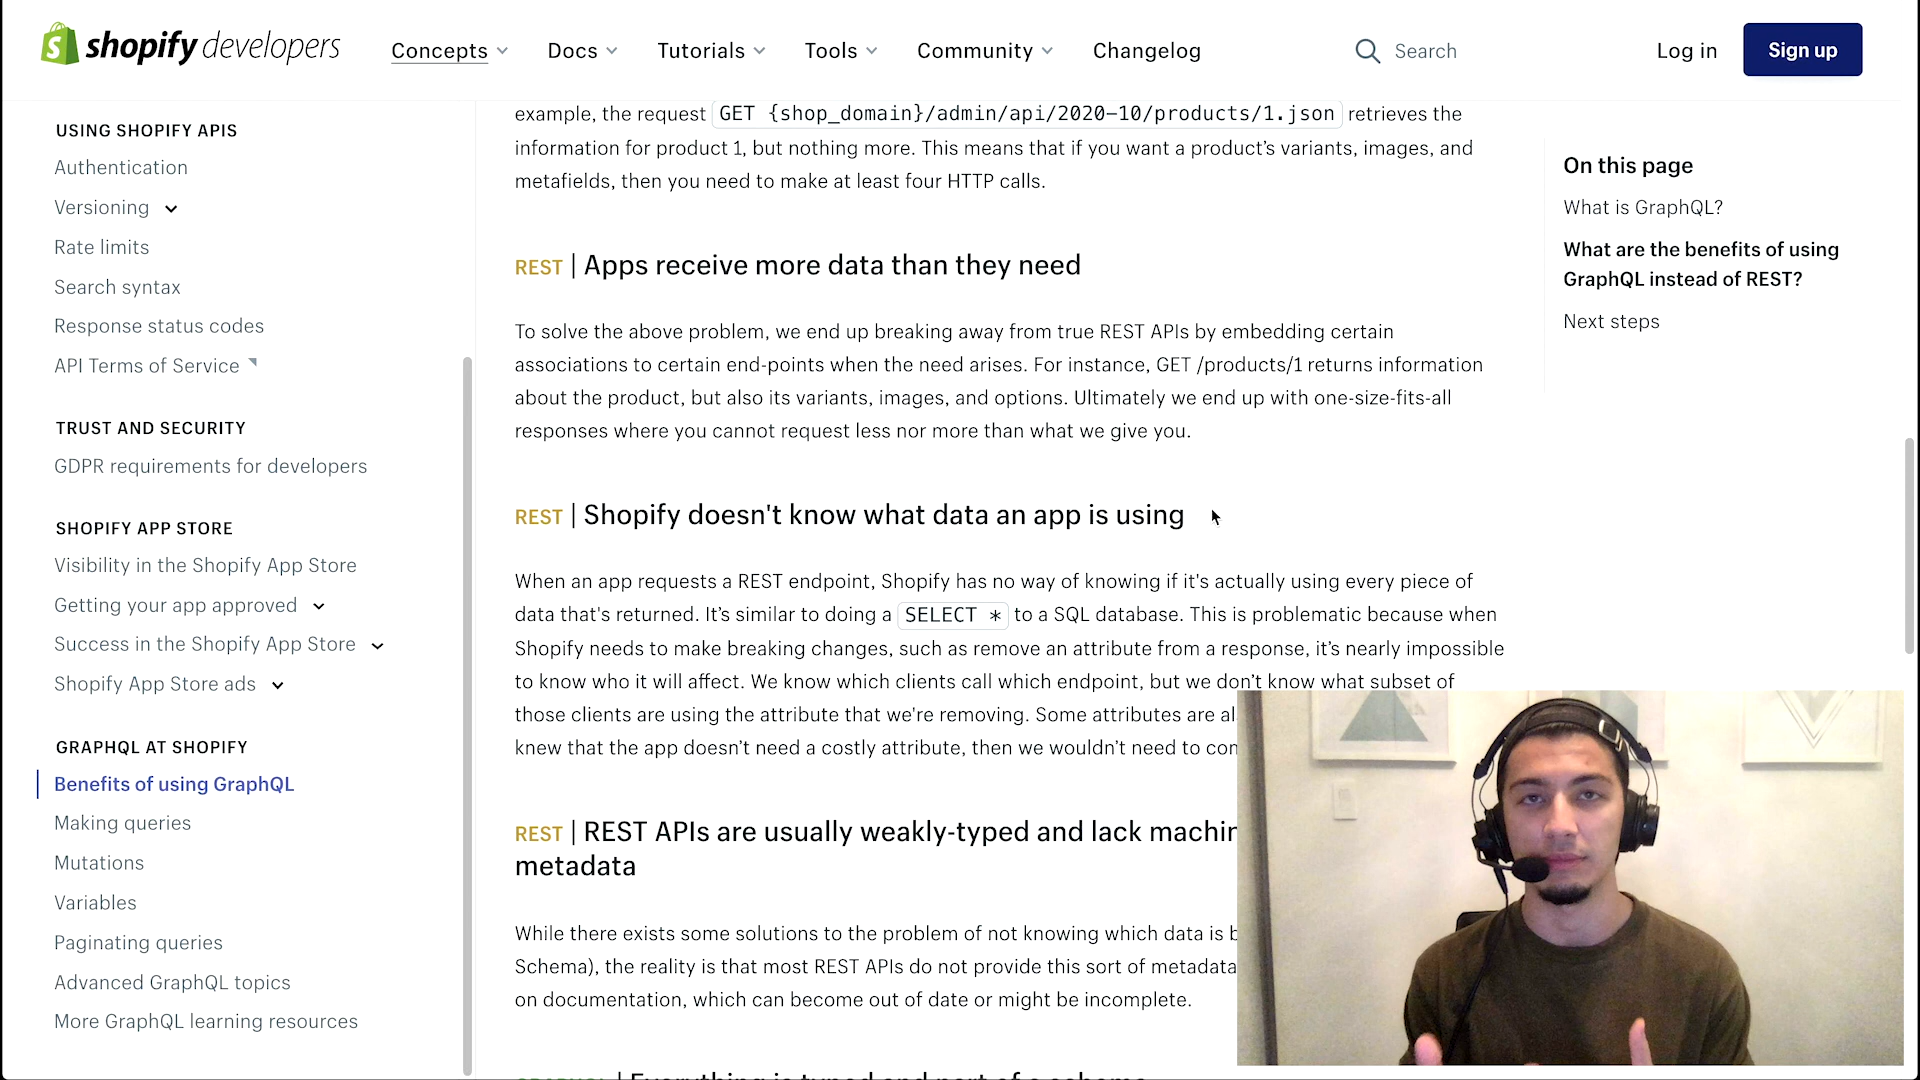 shopify developers
Concepts
Docs
Tutorials
Tools
Community
Changelog
Search
Log in
Sign up
USING SHOPIFY APIS
Authentication
Versioning
Rate limits
Search syntax
Response status codes
API Terms of Service
TRUST AND SECURITY
GDPR requirements for developers
SHOPIFY APP STORE
Visibility in the Shopify App Store
Getting your app approved
Success in the Shopify App Store
Shopify App Store ads
GRAPHQL AT SHOPIFY
Benefits of using GraphQL
Making queries
Mutations
Variables
Paginating queries
Advanced GraphQL topics
More GraphQL learning resources
example, the request GET {shop_domain}/admin/api/2020-10/products/1.json retrieves the
information for product 1, but nothing more. This means that if you want a product’s variants, images, and
metafields, then you need to make at least four HTTP calls.
REST | Apps receive more data than they need
To solve the above problem, we end up breaking away from true REST APIs by embedding certain
associations to certain end-points when the need arises. For instance, GET /products/1 returns information
about the product, but also its variants, images, and options. Ultimately we end up with one-size-fits-all
responses where you cannot request less nor more than what we give you.
REST | Shopify doesn't know what data an app is using
When an app requests a REST endpoint, Shopify has no way of knowing if it's actually using every piece of
data that's returned. It’s similar to doing a SELECT * to a SQL database. This is problematic because when
Shopify needs to make breaking changes, such as remove an attribute from a response, it’s nearly impossible
to know who it will affect. We know which clients call which endpoint, but we don’t know what subset of
those clients are using the attribute that we're removing. Some attributes are al
knew that the app doesn’t need a costly attribute, then we wouldn’t need to
REST | REST APIs are usually weakly-typed and lack
metadata
While there exists some solutions to the problem of not knowing which data is
Schema), the reality is that most REST APIs do not provide this sort of metadata
on documentation, which can become out of date or might be incomplete.
| Everything is typed and part of a schema
On this page
What is GraphQL?
What are the benefits of using
GraphQL instead of REST?
Next steps